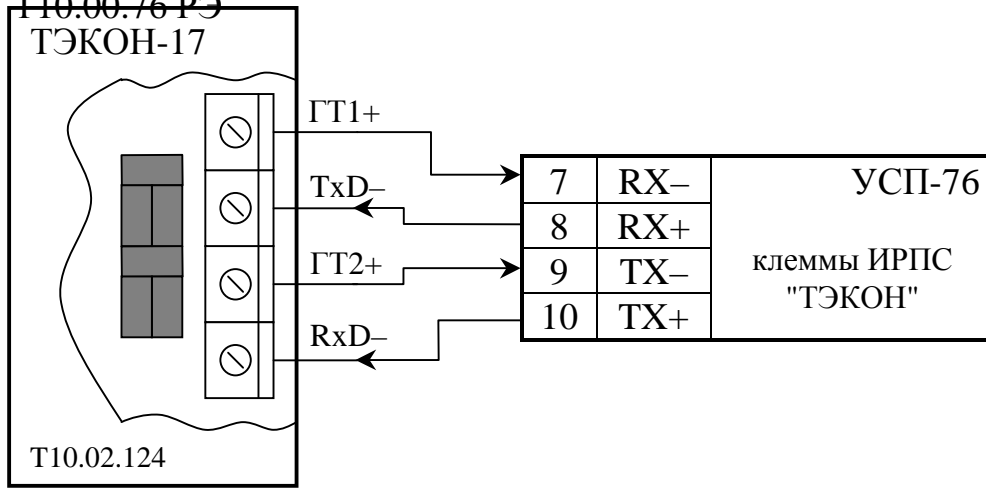 Т10.00.76 РЭ
ТЭКОН-17
ГТ1+
TxD–
ГТ2+
RxD–
Т10.02.124
7 RX–
8 RX+
9 TX–
10 TX+
УСП-76
клеммы ИРПС
"ТЭКОН"